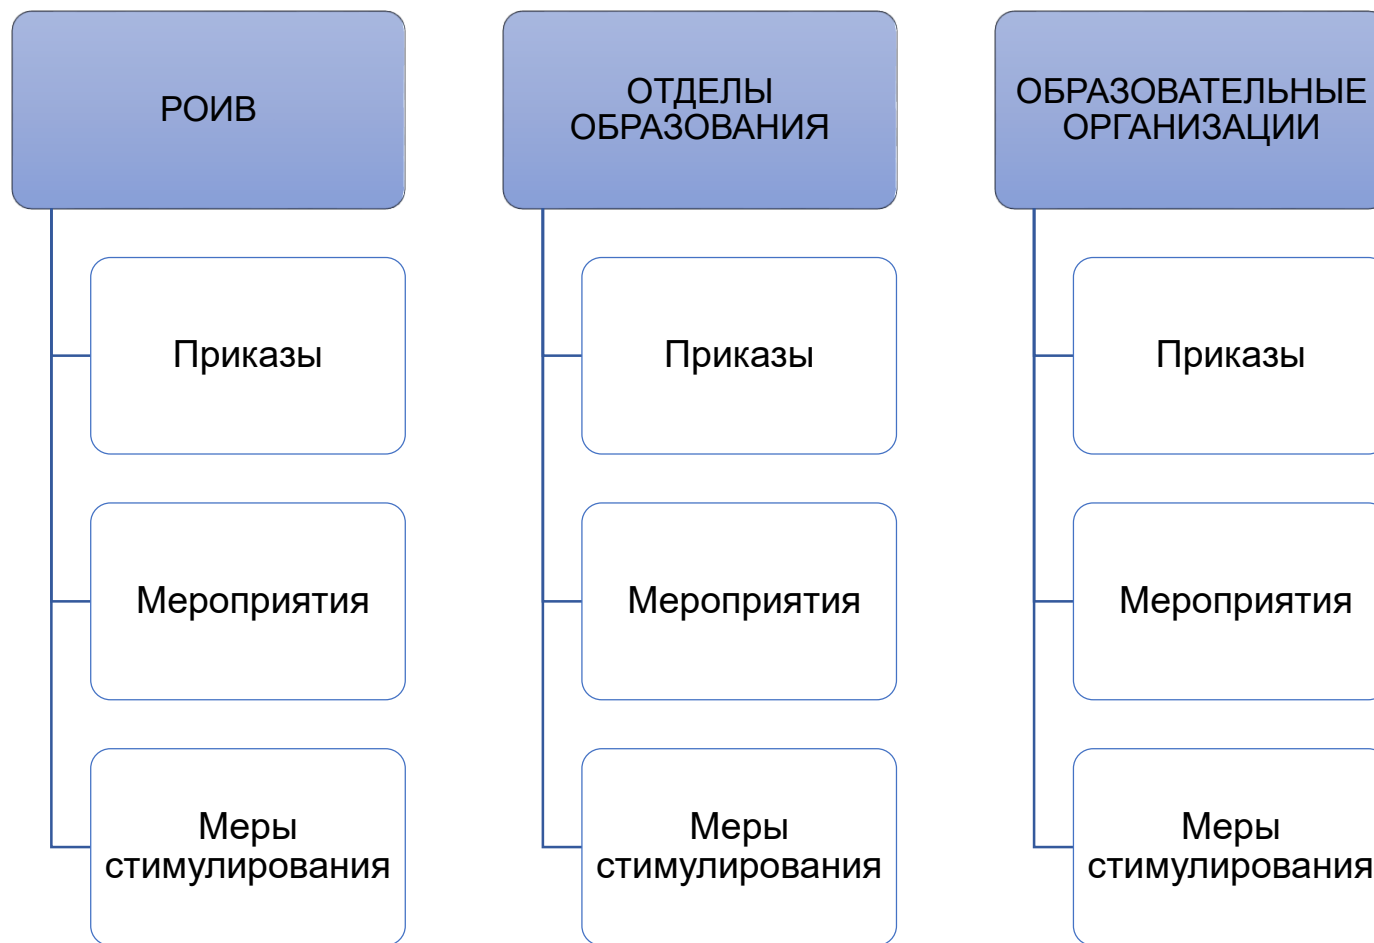 РОИВ
Приказы
Мероприятия
Меры
стимулирования
ОТДЕЛЫ
ОБРАЗОВАНИЯ
Приказы
Мероприятия
Меры
стимулирования
ОБРАЗОВАТЕЛЬНЫЕ
ОРГАНИЗАЦИИ
Приказы
Мероприятия
Меры
стимулирования